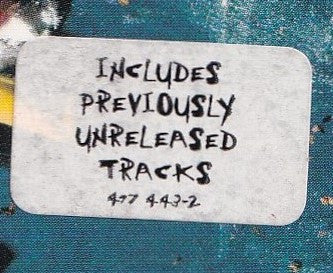 INCLUDES
PREVIOUSLY
UNRELEASED
TRACKS
477 443-2